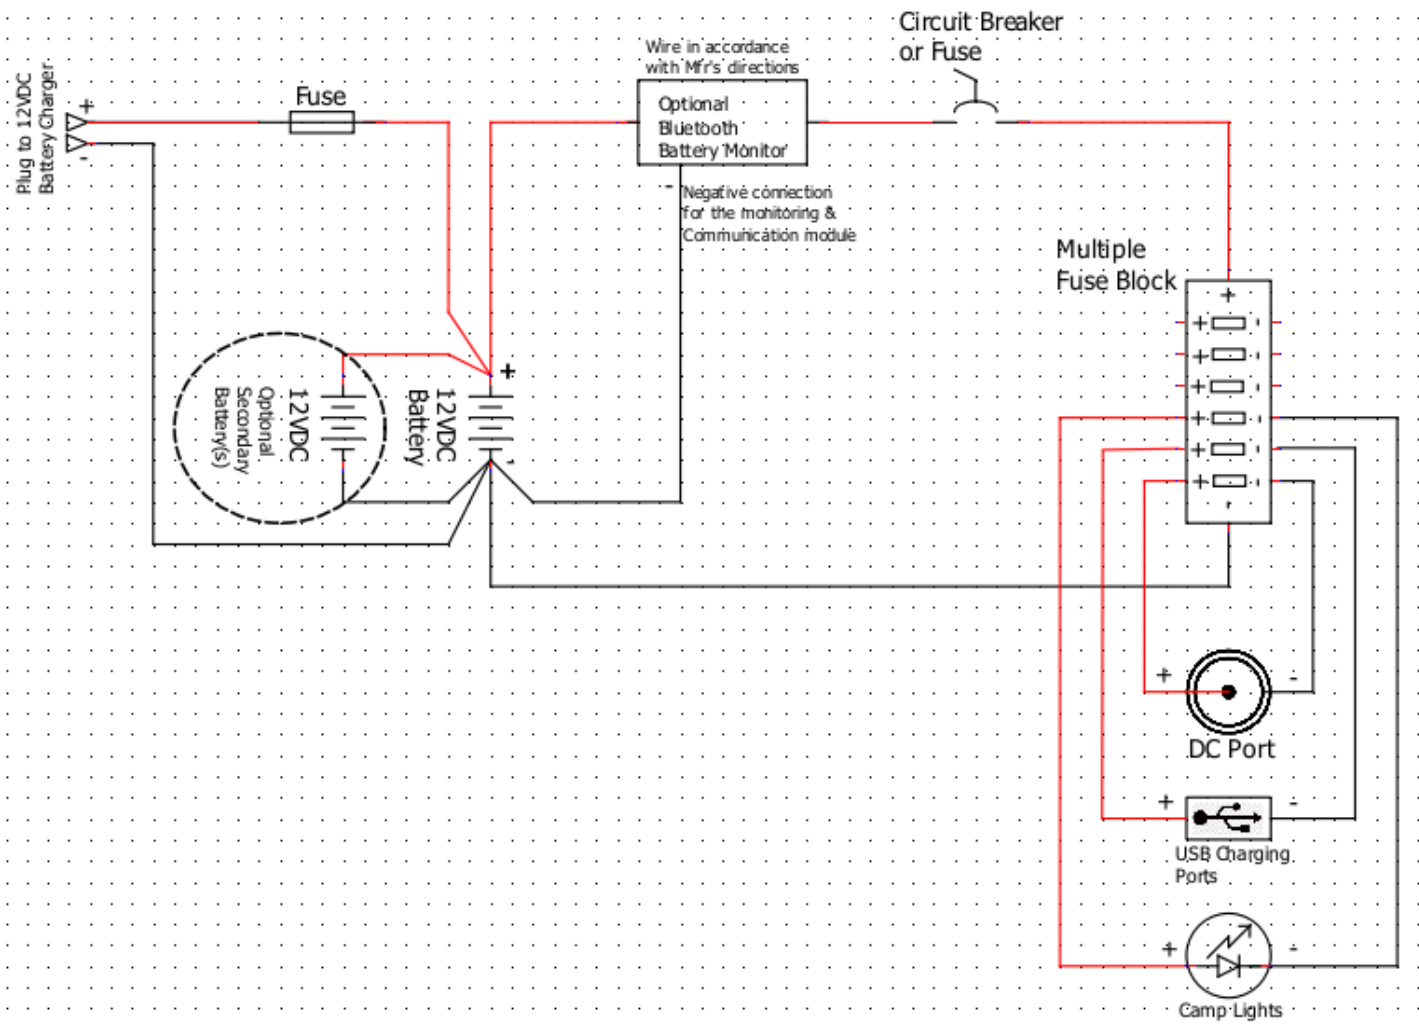 Circuit Breaker
or Fuse
Wire in accordance
with Mfr's directions
Plug to 12VDC
Battery Charger
+
-
Fuse
Optional
Bluetooth
Battery Monitor
-
Negative connection
for the monitoring &
Communication module
Multiple
Fuse Block
+
+ -
+ -
+ -
+ -
+ -
+ -
-
+
-
12VDC
Battery
12VDC
Optional
Secondary
Battery(s)
+ -
DC Port
+ -
USB Charging
Ports
+ -
Camp Lights